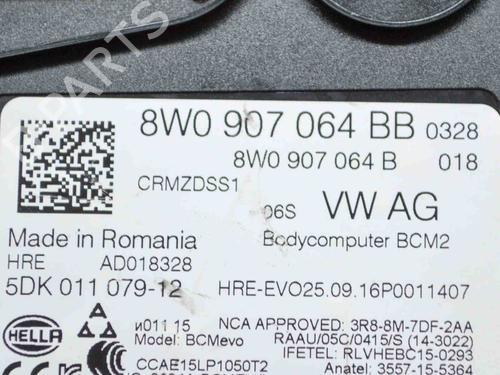 PARTS
8W0 907 064 BB 0328
8W0 907 064 B 018
CRMZDSS1
06S VW AG
Bodycomputer BCM2
Made in Romania
HRE AD018328
5DK 011 079-12 HRE-EVO25.09.16P0011407
HELLA
и011 15 NCA APPROVED: 3R8-8M-7DF-2AA
Model: BCMevo RAAU/05C/0415/S (14-3022)
IFETEL: RLVHEBC15-0293
CCAE15LP1050T2 Anatel: 3557-15-5364